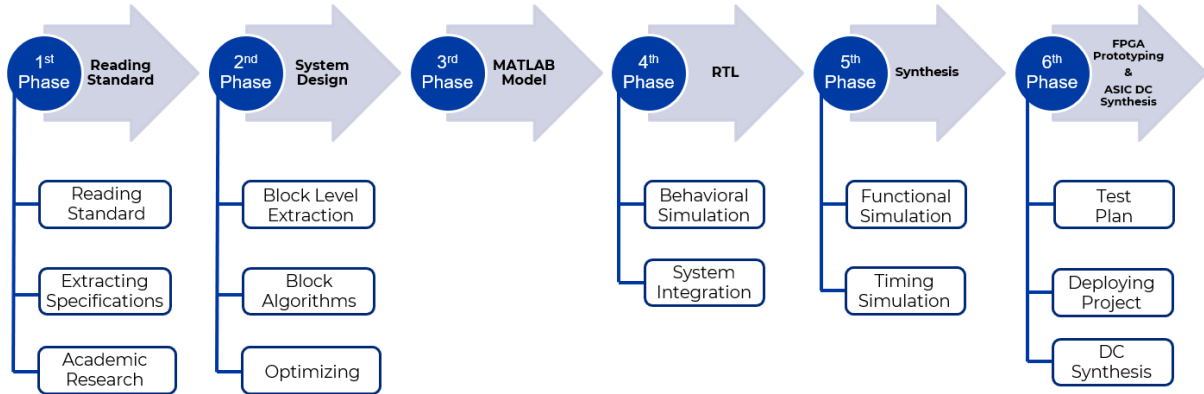 1st
Phase
Reading
Standard
2nd
Phase
System
Design
3rd
Phase
MATLAB
Model
4th
Phase
RTL
5th
Phase
Synthesis
6th
Phase
FPGA
Prototyping
&
ASIC DC
Synthesis
Reading
Standard
Extracting
Specifications
Academic
Research
Block Level
Extraction
Block
Algorithms
Optimizing
Behavioral
Simulation
System
Integration
Functional
Simulation
Timing
Simulation
Test
Plan
Deploying
Project
DC
Synthesis